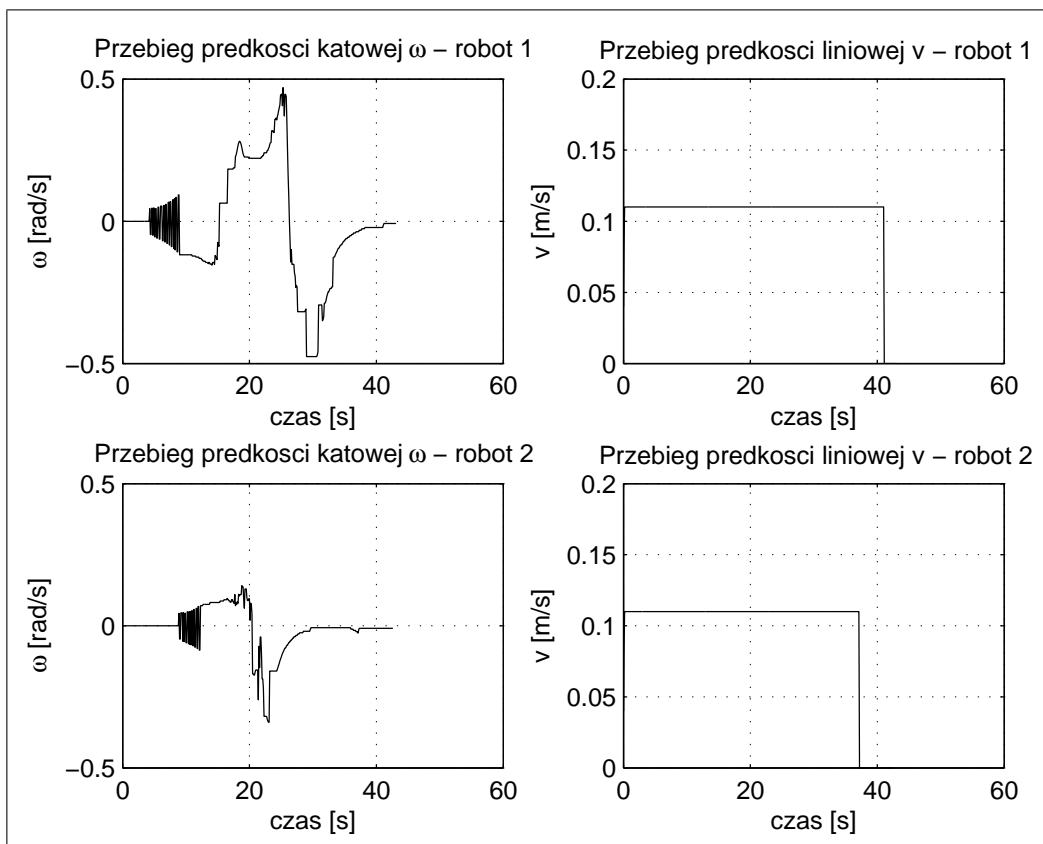 Przebieg predkosci katowej ω – robot 1
0.5
0
−0.5
ω [rad/s]
0 20 40 60
czas [s]
Przebieg predkosci liniowej v – robot 1
0.2
0.15
0.1
0.05
0
v [m/s]
0 20 40 60
czas [s]
Przebieg predkosci katowej ω – robot 2
0.5
0
−0.5
ω [rad/s]
0 20 40 60
czas [s]
Przebieg predkosci liniowej v – robot 2
0.2
0.15
0.1
0.05
0
v [m/s]
0 20 40 60
czas [s]